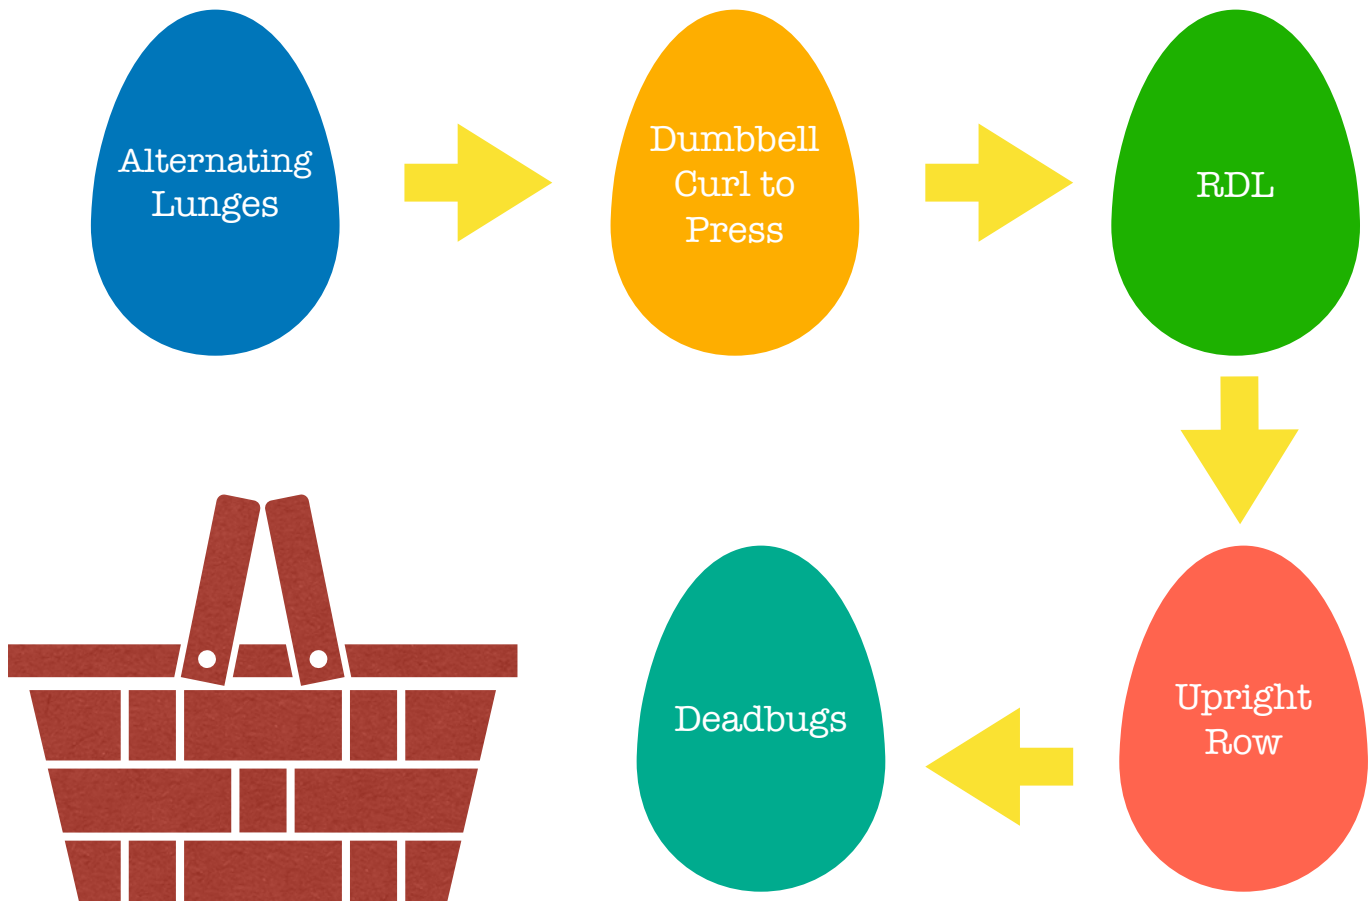 Alternating
Lunges
Dumbbell
Curl to
Press
RDL
Upright
Row
Deadbugs